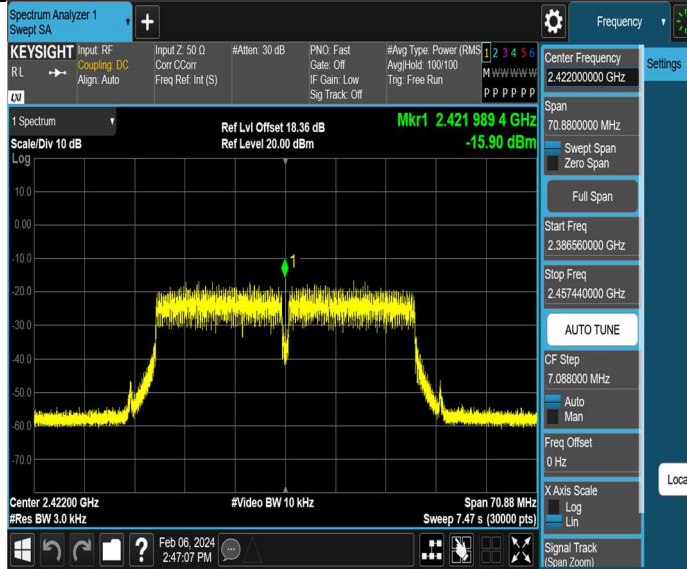 Spectrum Analyzer 1
Swept SA
+
Frequency
KEYSIGHT
RL
LXI
Input: RF
Coupling: DC
Align: Auto
Input Z: 50 Ω
Corr CCorr
Freq Ref: Int (S)
#Atten: 30 dB
PNO: Fast
Gate: Off
IF Gain: Low
Sig Track: Off
#Avg Type: Power (RMS
Avg|Hold: 100/100
Trig: Free Run
1 2 3 4 5 6
M W W W W W
P P P P P P
Center Frequency
2.422000000 GHz
Settings
Span
70.8800000 MHz
Swept Span
Zero Span
Full Span
Start Freq
2.386560000 GHz
Stop Freq
2.457440000 GHz
AUTO TUNE
CF Step
7.088000 MHz
Auto
Man
Freq Offset
0 Hz
X Axis Scale
Log
Lin
Signal Track
(Span Zoom)
Loca
1 Spectrum
Scale/Div 10 dB
Log
Ref Lvl Offset 18.36 dB
Ref Level 20.00 dBm
Mkr1 2.421 989 4 GHz
-15.90 dBm
10.0
0.00
-10.0
-20.0
-30.0
-40.0
-50.0
-60.0
-70.0
1
Center 2.42200 GHz
#Res BW 3.0 kHz
#Video BW 10 kHz
Span 70.88 MHz
Sweep 7.47 s (30000 pts)
?
Feb 06, 2024
2:47:07 PM